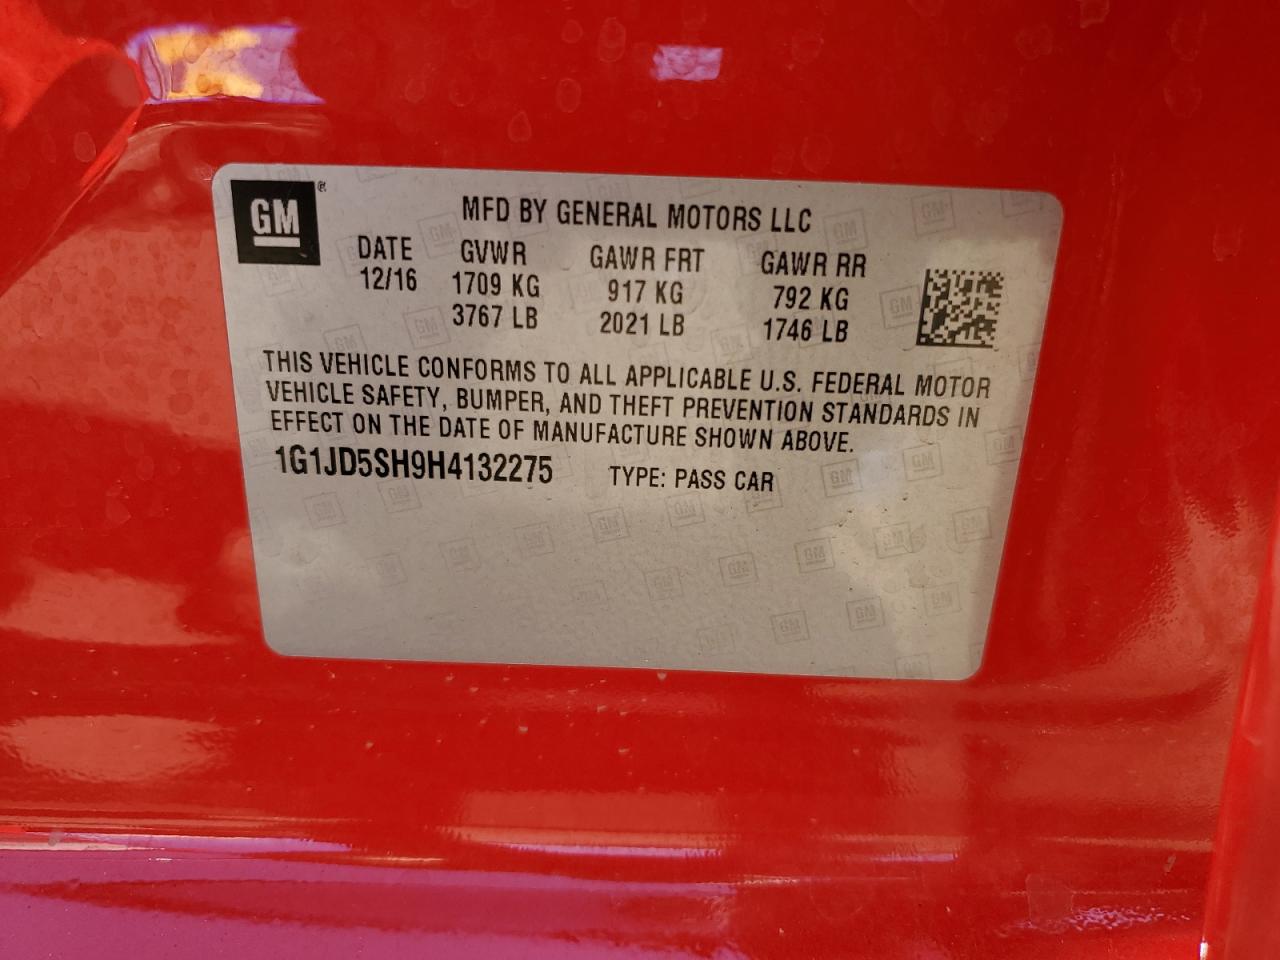 GM ®
MFD BY GENERAL MOTORS LLC
DATE GVWR GAWR FRT GAWR RR
12/16 1709 KG 917 KG 792 KG
3767 LB 2021 LB 1746 LB
THIS VEHICLE CONFORMS TO ALL APPLICABLE U.S. FEDERAL MOTOR
VEHICLE SAFETY, BUMPER, AND THEFT PREVENTION STANDARDS IN
EFFECT ON THE DATE OF MANUFACTURE SHOWN ABOVE.
1G1JD5SH9H4132275 TYPE: PASS CAR